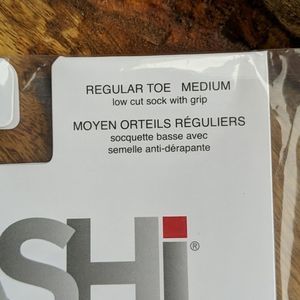 REGULAR TOE MEDIUM
low cut sock with grip
MOYEN ORTEILS RÉGULIERS
socquette basse avec
semelle anti-dérapante
SHi®